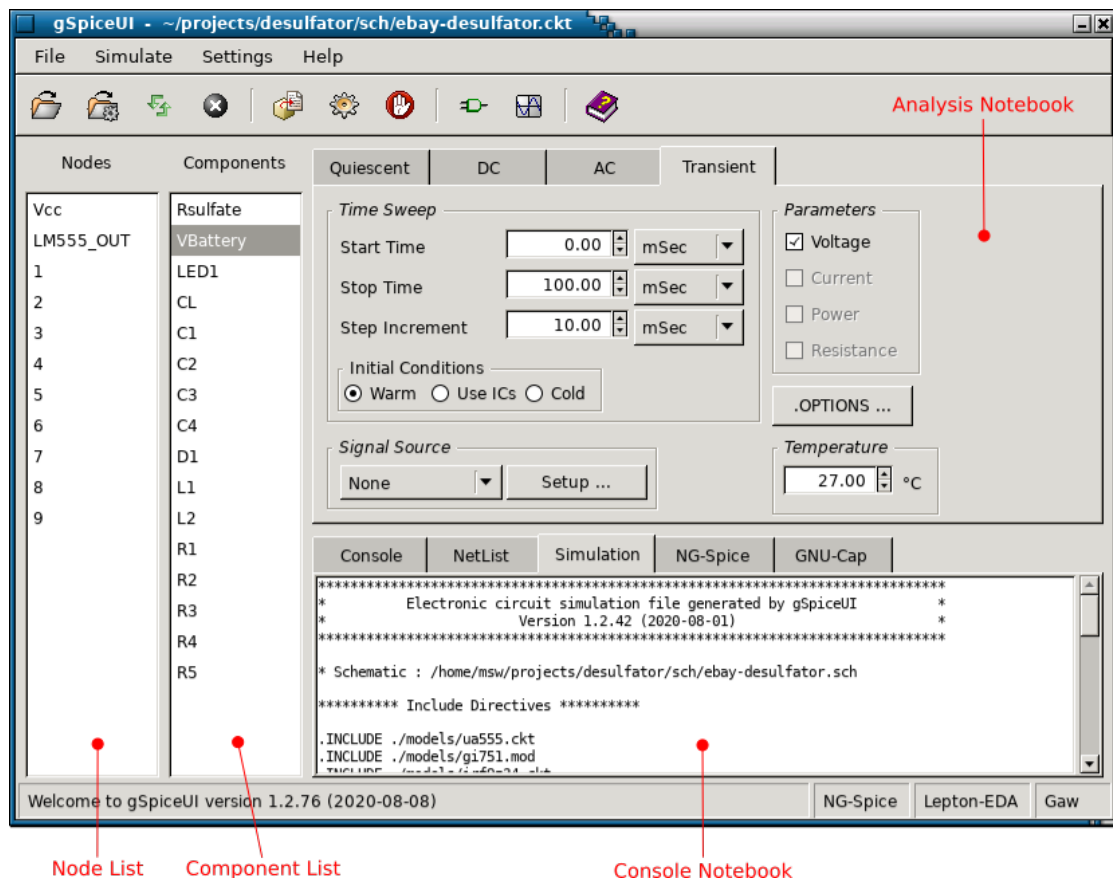 gSpiceUI - ~/projects/desulfator/sch/ebay-desulfator.ckt
File Simulate Settings Help
Analysis Notebook
Nodes
Vcc
LM555_OUT
1
2
3
4
5
6
7
8
9
Components
Rsulfate
VBattery
LED1
CL
C1
C2
C3
C4
D1
L1
L2
R1
R2
R3
R4
R5
Quiescent DC AC Transient
Time Sweep
Start Time 0.00 mSec
Stop Time 100.00 mSec
Step Increment 10.00 mSec
Initial Conditions
Warm Use ICs Cold
Parameters
Voltage
Current
Power
Resistance
.OPTIONS ...
Signal Source
None Setup ...
Temperature
27.00 °C
Console NetList Simulation NG-Spice GNU-Cap
******************************************************************************
* Electronic circuit simulation file generated by gSpiceUI *
* Version 1.2.42 (2020-08-01) *
******************************************************************************
* Schematic : /home/msw/projects/desulfator/sch/ebay-desulfator.sch
********** Include Directives **********
.INCLUDE ./models/ua555.ckt
.INCLUDE ./models/gi751.mod
.INCLUDE ./models/irf9z34.ckt
Welcome to gSpiceUI version 1.2.76 (2020-08-08) NG-Spice Lepton-EDA Gaw
Node List Component List Console Notebook